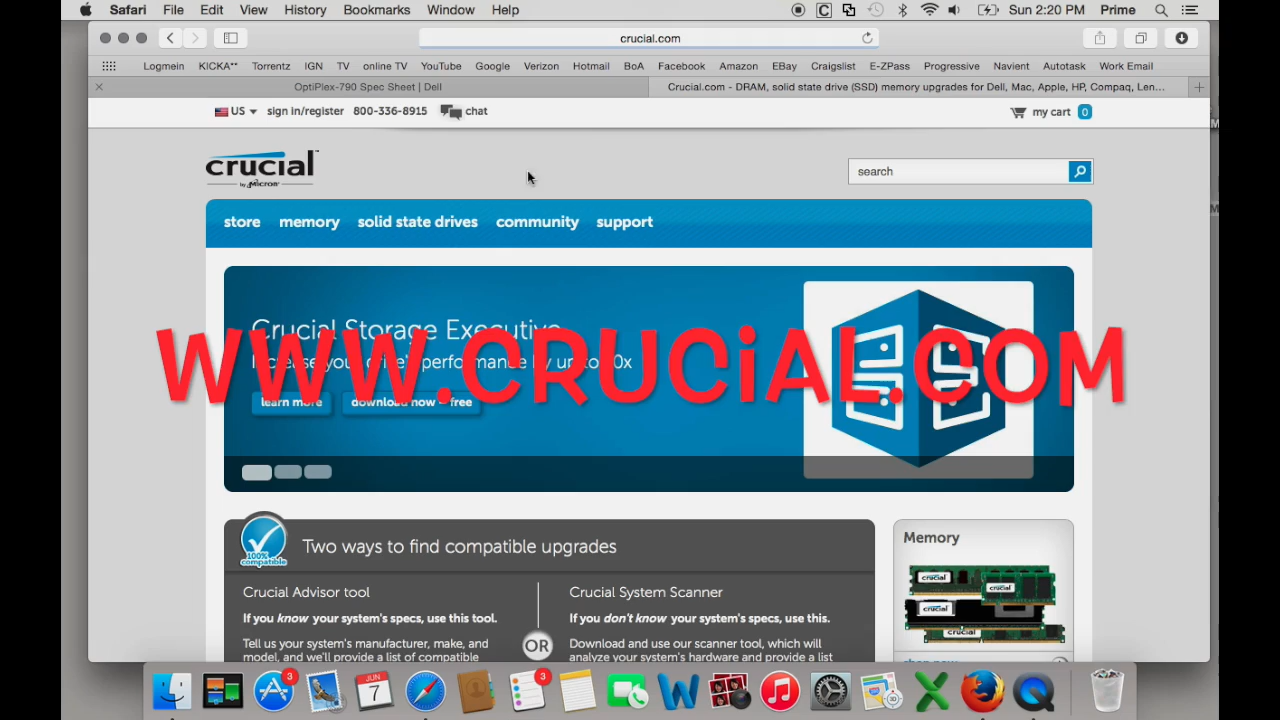 Safari File Edit View History Bookmarks Window Help Sun 2:20 PM Prime
crucial.com
Logmein KICKA** Torrentz IGN TV online TV YouTube Google Verizon Hotmail BoA Facebook Amazon EBay Craigslist E-ZPass Progressive Navient Autotask Work Email
OptiPlex-790 Spec Sheet | Dell
Crucial.com - DRAM, solid state drive (SSD) memory upgrades for Dell, Mac, Apple, HP, Compaq, Len...
US sign in/register 800-336-8915 chat my cart 0
crucial
by Micron
search
store memory solid state drives community support
Crucial Storage Executive
WWW.CRUCiAL.COM
learn more download now – free
Two ways to find compatible upgrades
100%
compatible
Memory
Crucial Advisor tool
If you know your system's specs, use this tool.
Tell us your system's manufacturer, make, and
model, and we'll provide a list of compatible
OR
Crucial System Scanner
If you don't know your system's specs, use this.
Download and use our scanner tool, which will
analyze your system's hardware and provide a list
crucial
crucial
crucial
crucial
3
JUN
7
3